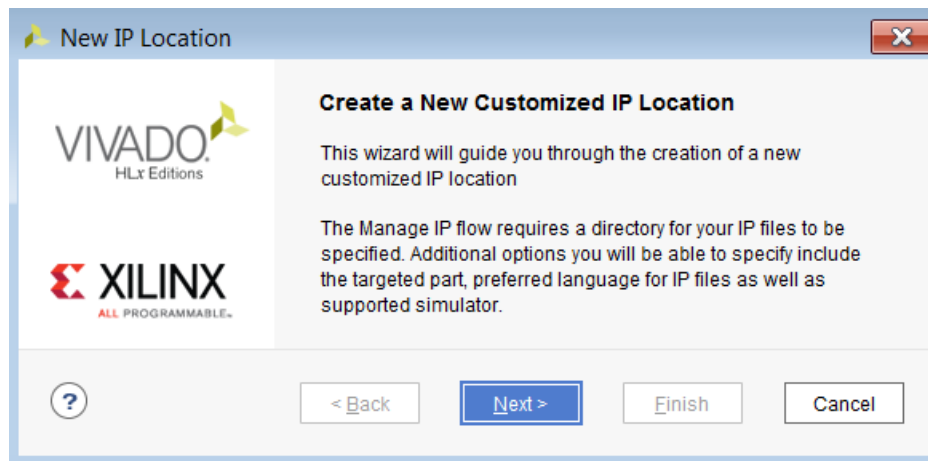 New IP Location
VIVADO.
HLx Editions
XILINX
ALL PROGRAMMABLE™
Create a New Customized IP Location
This wizard will guide you through the creation of a new
customized IP location
The Manage IP flow requires a directory for your IP files to be
specified. Additional options you will be able to specify include
the targeted part, preferred language for IP files as well as
supported simulator.
?
< Back
Next >
Finish
Cancel